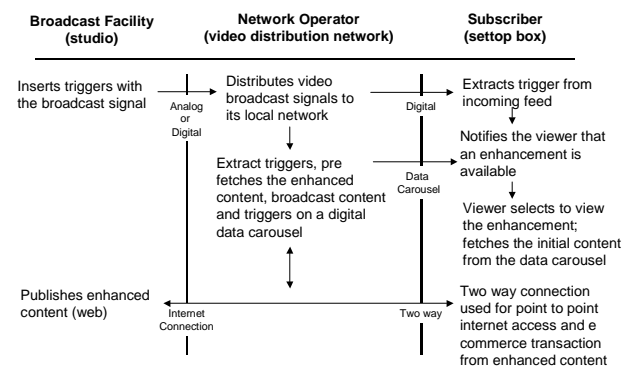 Broadcast Facility
(studio)
Network Operator
(video distribution network)
Subscriber
(settop box)
Inserts triggers with
the broadcast signal
Analog
or
Digital
Distributes video
broadcast signals to
its local network
Digital
Extracts trigger from
incoming feed
Notifies the viewer that
an enhancement is
available
Extract triggers, pre
fetches the enhanced
content, broadcast content
and triggers on a digital
data carousel
Data
Carousel
Viewer selects to view
the enhancement;
fetches the initial content
from the data carousel
Publishes enhanced
content (web)
Internet
Connection
Two way
Two way connection
used for point to point
internet access and e
commerce transaction
from enhanced content